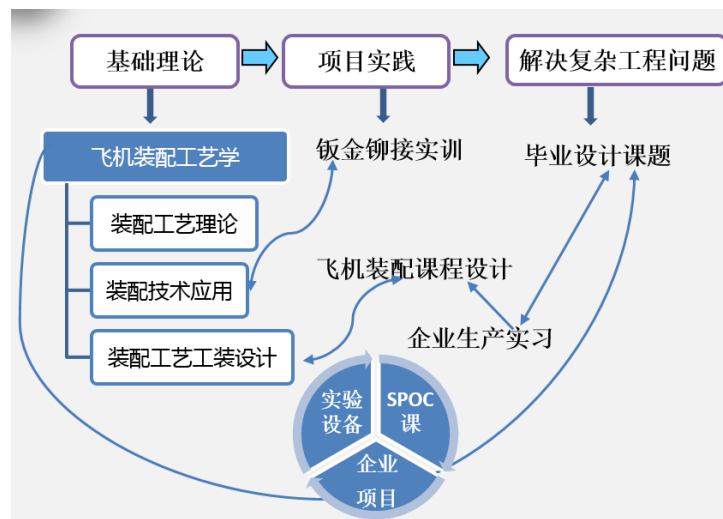 基础理论
项目实践
解决复杂工程问题
飞机装配工艺学
钣金铆接实训
毕业设计课题
装配工艺理论
装配技术应用
飞机装配课程设计
企业生产实习
装配工艺工装设计
实验
设备
SPOC
课
企业
项目